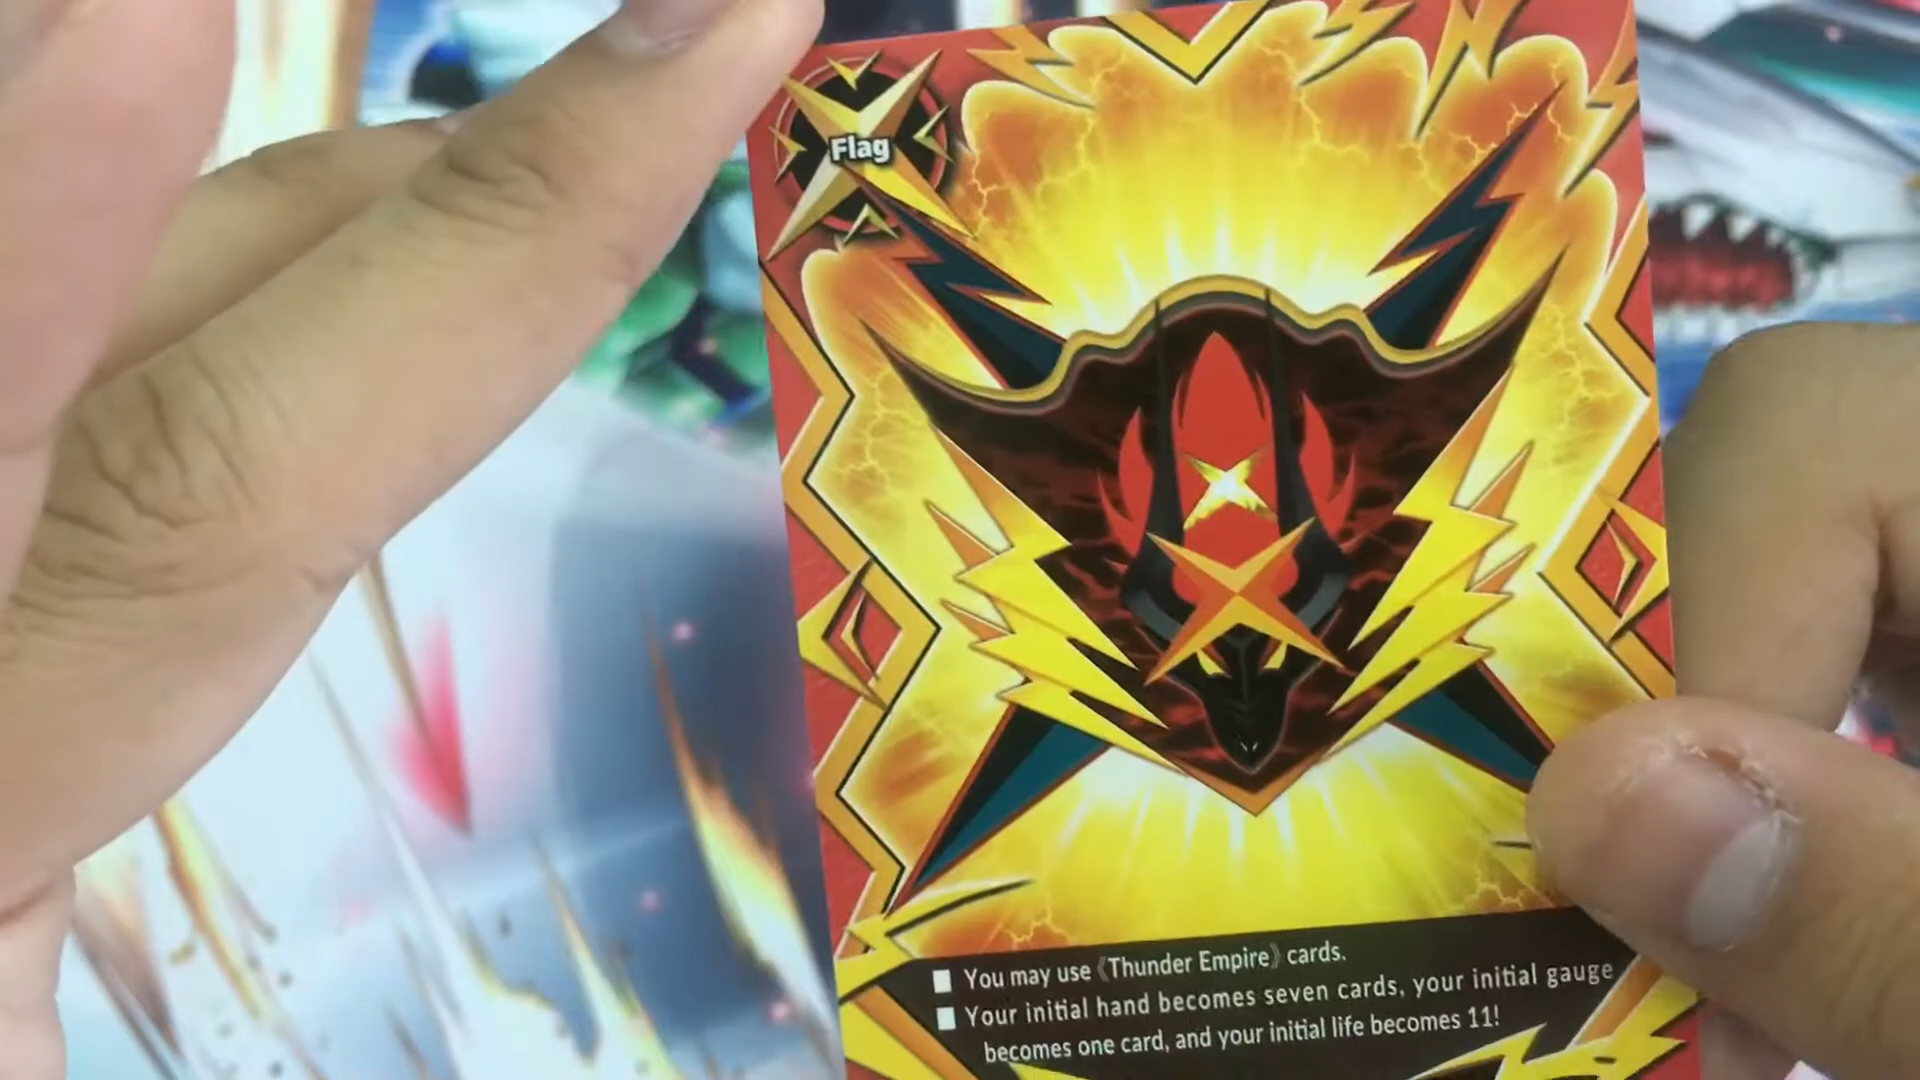 Flag
■ You may use《Thunder Empire》cards.
■ Your initial hand becomes seven cards, your initial gauge
becomes one card, and your initial life becomes 11!